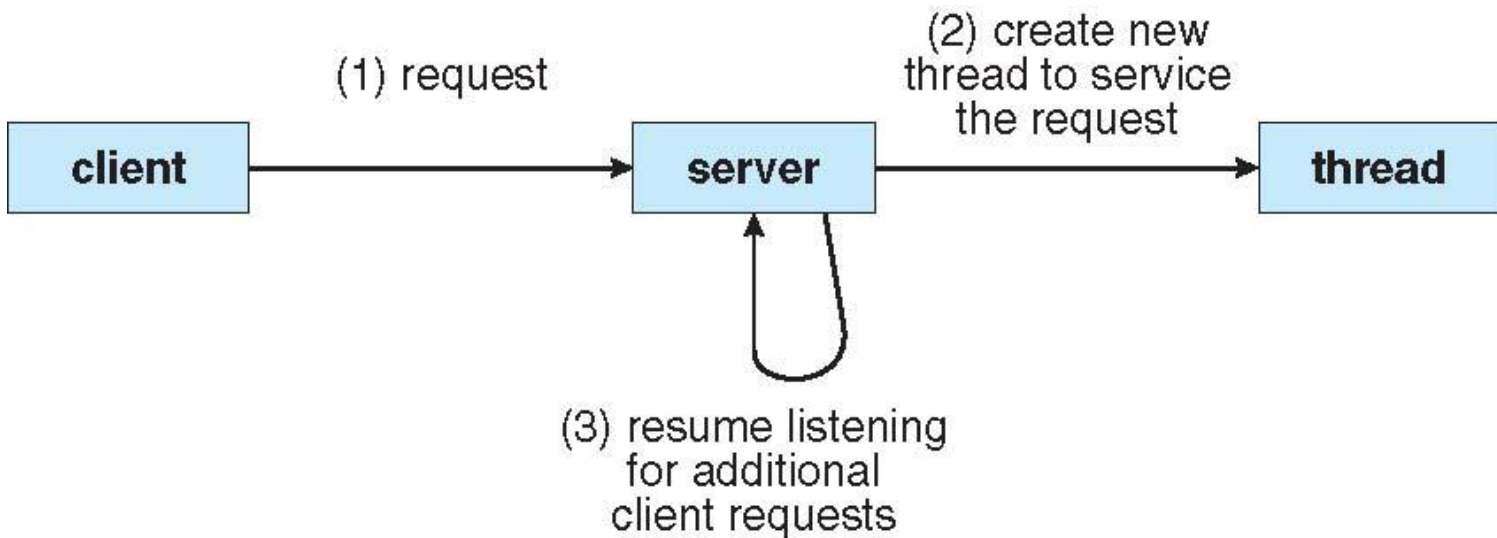 (1) request
(2) create new
thread to service
the request
client
server
thread
(3) resume listening
for additional
client requests